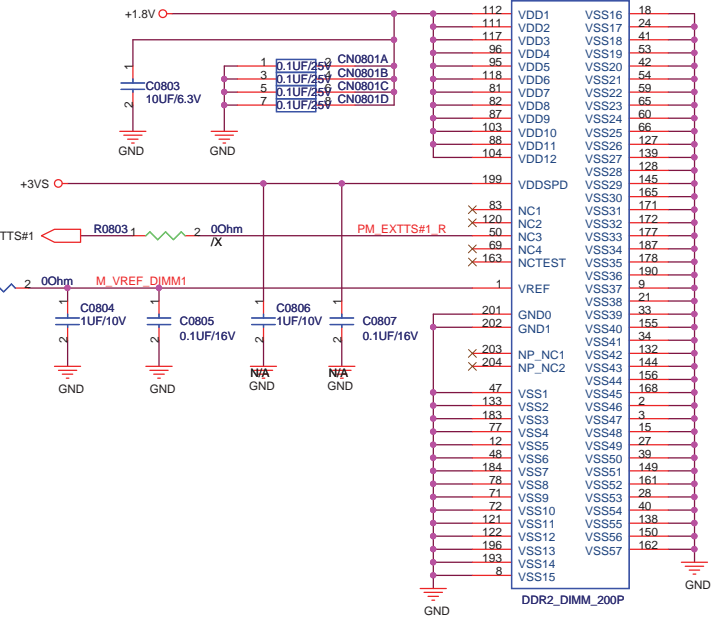 +1.8V
112 VDD1 VSS16 18
111 VDD2 VSS17 24
117 VDD3 VSS18 41
96 VDD4 VSS19 53
95 VDD5 VSS20 42
118 VDD6 VSS21 54
81 VDD7 VSS22 59
82 VDD8 VSS23 65
87 VDD9 VSS24 60
103 VDD10 VSS25 66
88 VDD11 VSS26 127
104 VDD12 VSS27 139
VSS28 128
199 VDDSPD VSS29 145
VSS30 165
83 NC1 VSS31 171
120 NC2 VSS32 172
50 NC3 VSS33 177
69 NC4 VSS34 187
163 NCTEST VSS35 178
VSS36 190
1 VREF VSS37 9
VSS38 21
201 GND0 VSS39 33
202 GND1 VSS40 155
VSS41 34
203 NP_NC1 VSS42 132
204 NP_NC2 VSS43 144
VSS44 156
47 VSS1 VSS45 168
133 VSS2 VSS46 2
183 VSS3 VSS47 3
77 VSS4 VSS48 15
12 VSS5 VSS49 27
48 VSS6 VSS50 39
184 VSS7 VSS51 149
78 VSS8 VSS52 161
71 VSS9 VSS53 28
72 VSS10 VSS54 40
121 VSS11 VSS55 138
122 VSS12 VSS56 150
196 VSS13 VSS57 162
193 VSS14
8 VSS15
DDR2_DIMM_200P
GND
GND
1 0.1UF/25V 2 CN0801A
3 0.1UF/25V 4 CN0801B
5 0.1UF/25V 6 CN0801C
7 0.1UF/25V 8 CN0801D
1
C0803
10UF/6.3V
2
GND
GND
+3VS
TTS#1
R0803 1 2 0Ohm
/X
PM_EXTTS#1_R
2 0Ohm
M_VREF_DIMM1
1 C0804
1UF/10V
2
GND
1 C0805
0.1UF/16V
2
GND
1 C0806
1UF/10V
2
N/A
GND
1 C0807
0.1UF/16V
2
N/A
GND